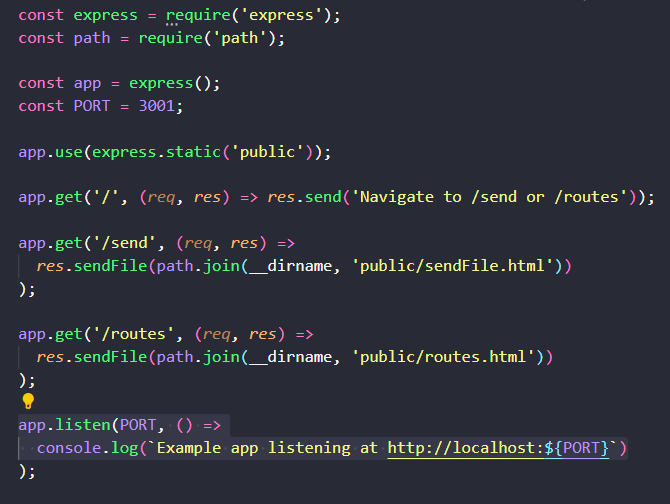 const express = require('express');
const path = require('path');

const app = express();
const PORT = 3001;

app.use(express.static('public'));

app.get('/', (req, res) => res.send('Navigate to /send or /routes'));

app.get('/send', (req, res) =>
  res.sendFile(path.join(__dirname, 'public/sendFile.html'))
);

app.get('/routes', (req, res) =>
  res.sendFile(path.join(__dirname, 'public/routes.html'))
);

app.listen(PORT, () =>
  console.log(`Example app listening at http://localhost:${PORT}`)
);